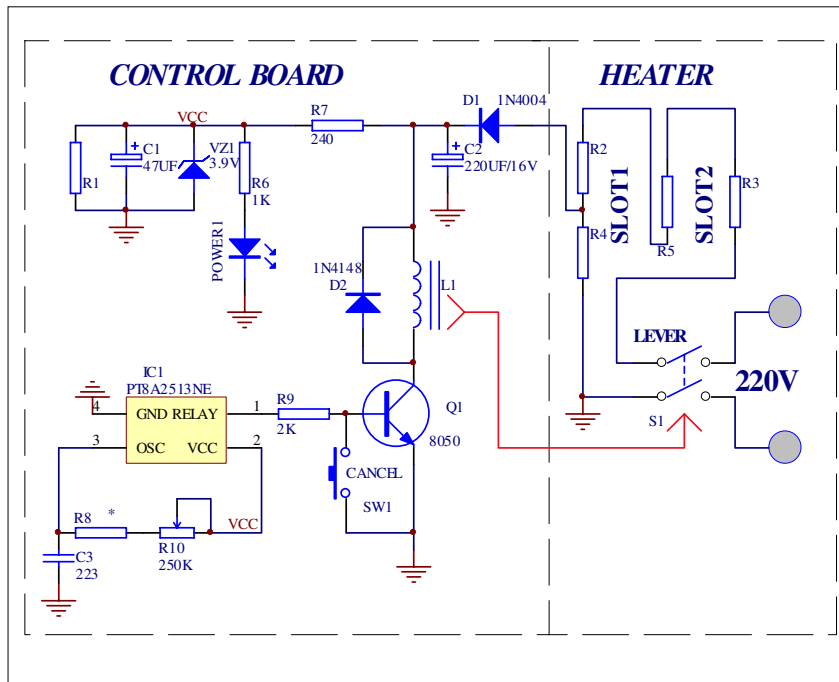 CONTROL BOARD
HEATER
VCC
R7
240
D1
1N4004
R1
+
C1
47UF
VZ1
3.9V
R6
1K
+
C2
220UF/16V
R2
SLOT1
R4
R5
SLOT2
R3
POWER1
1N4148
D2
L1
LEVER
220V
S1
IC1
PT8A2513NE
4
GND RELAY
1
3
OSC
VCC
2
R9
2K
Q1
8050
CANCEL
SW1
R8
*
R10
250K
VCC
C3
223